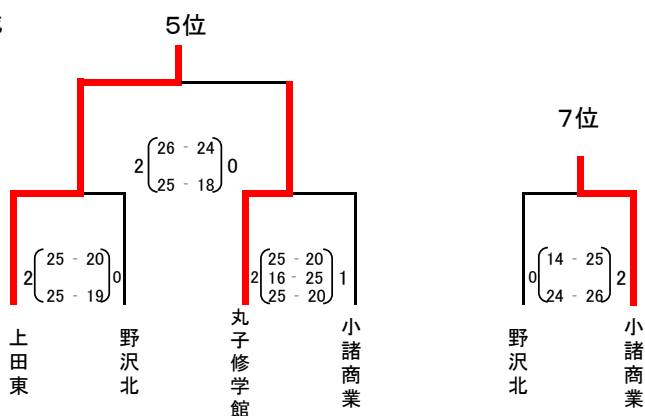 5位
7位
2 26 - 24 0
25 - 18
2 25 - 20 0
25 - 19
2 25 - 20 1
16 - 25
25 - 20
0 14 - 25 2
24 - 26
上田東
野沢北
丸子修学館
小諸商業
野沢北
小諸商業